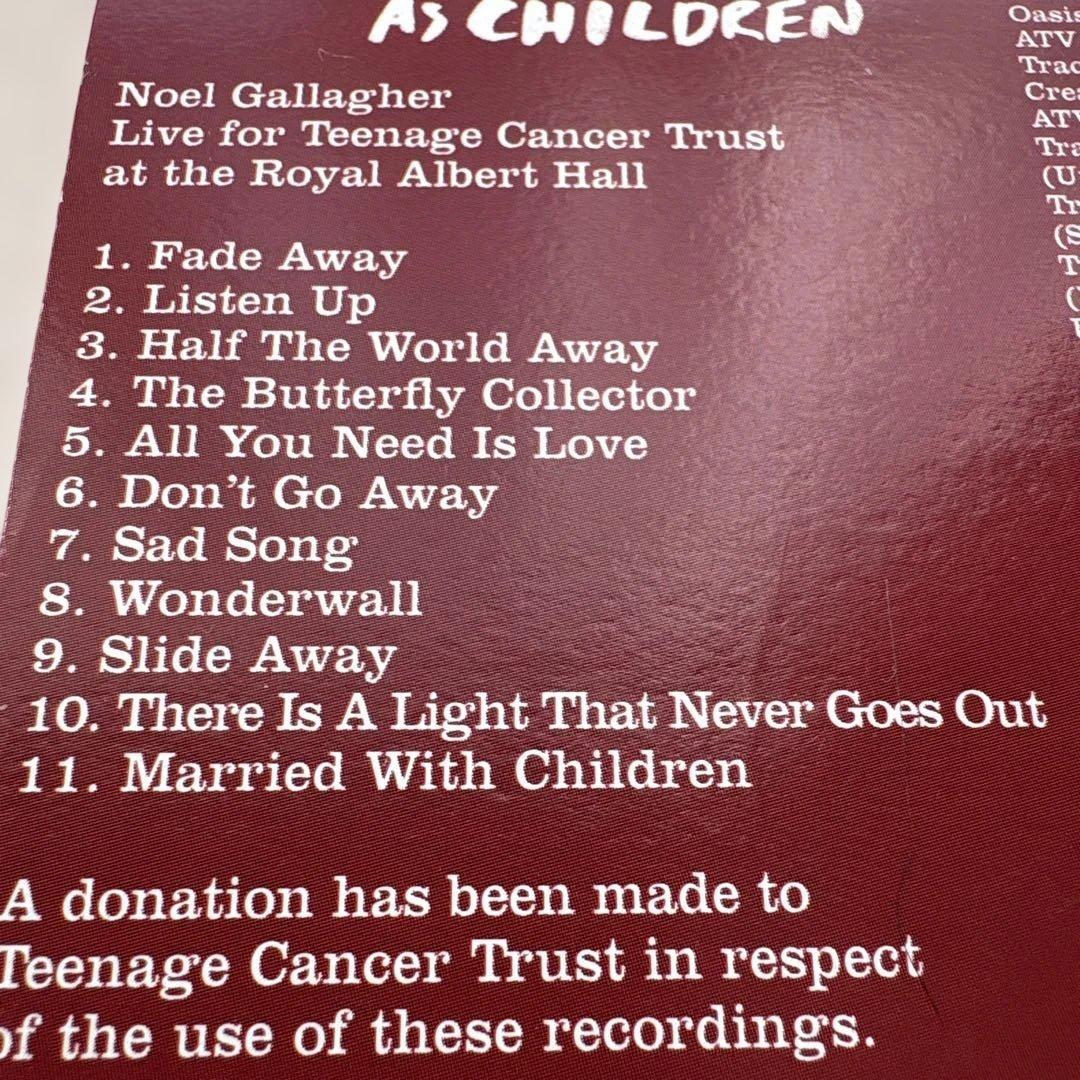 AS CHILDREN
Noel Gallagher
Live for Teenage Cancer Trust
at the Royal Albert Hall
1. Fade Away
2. Listen Up
3. Half The World Away
4. The Butterfly Collector
5. All You Need Is Love
6. Don't Go Away
7. Sad Song
8. Wonderwall
9. Slide Away
10. There Is A Light That Never Goes Out
11. Married With Children
A donation has been made to
Teenage Cancer Trust in respect
of the use of these recordings.
Oasis
ATV